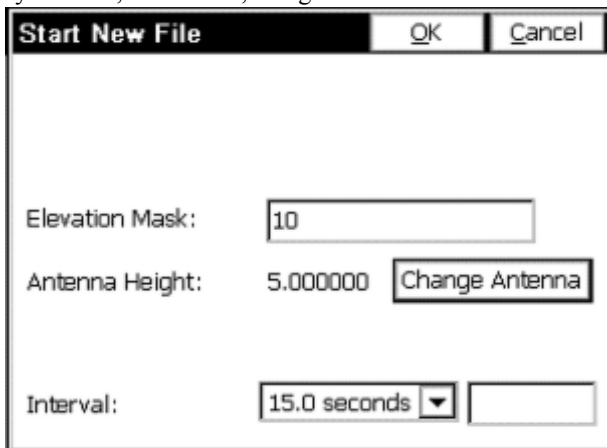 Start New File OK Cancel
Elevation Mask: 10
Antenna Height: 5.000000 Change Antenna
Interval: 15.0 seconds